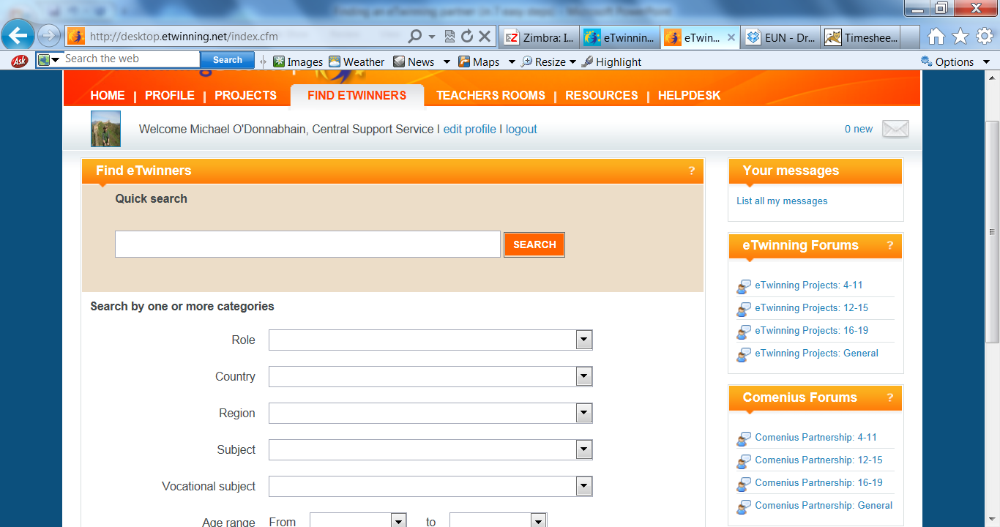 Finding an eTwinning partner (in 7 easy steps) - Microsoft PowerPoint
http://desktop.etwinning.net/index.cfm
Zimbra: I...
eTwinnin...
eTwin...
EUN - Dr...
Timeshee...
Ask
Search the web
Search
Images
Weather
News
Maps
Resize
Highlight
Options
HOME | PROFILE | PROJECTS FIND ETWINNERS TEACHERS ROOMS | RESOURCES | HELPDESK
Welcome Michael O'Donnabhain, Central Support Service | edit profile | logout
0 new
Find eTwinners ?
Quick search
SEARCH
Search by one or more categories
Role
Country
Region
Subject
Vocational subject
Age range From to
Your messages
List all my messages
eTwinning Forums ?
eTwinning Projects: 4-11
eTwinning Projects: 12-15
eTwinning Projects: 16-19
eTwinning Projects: General
Comenius Forums ?
Comenius Partnership: 4-11
Comenius Partnership: 12-15
Comenius Partnership: 16-19
Comenius Partnership: General